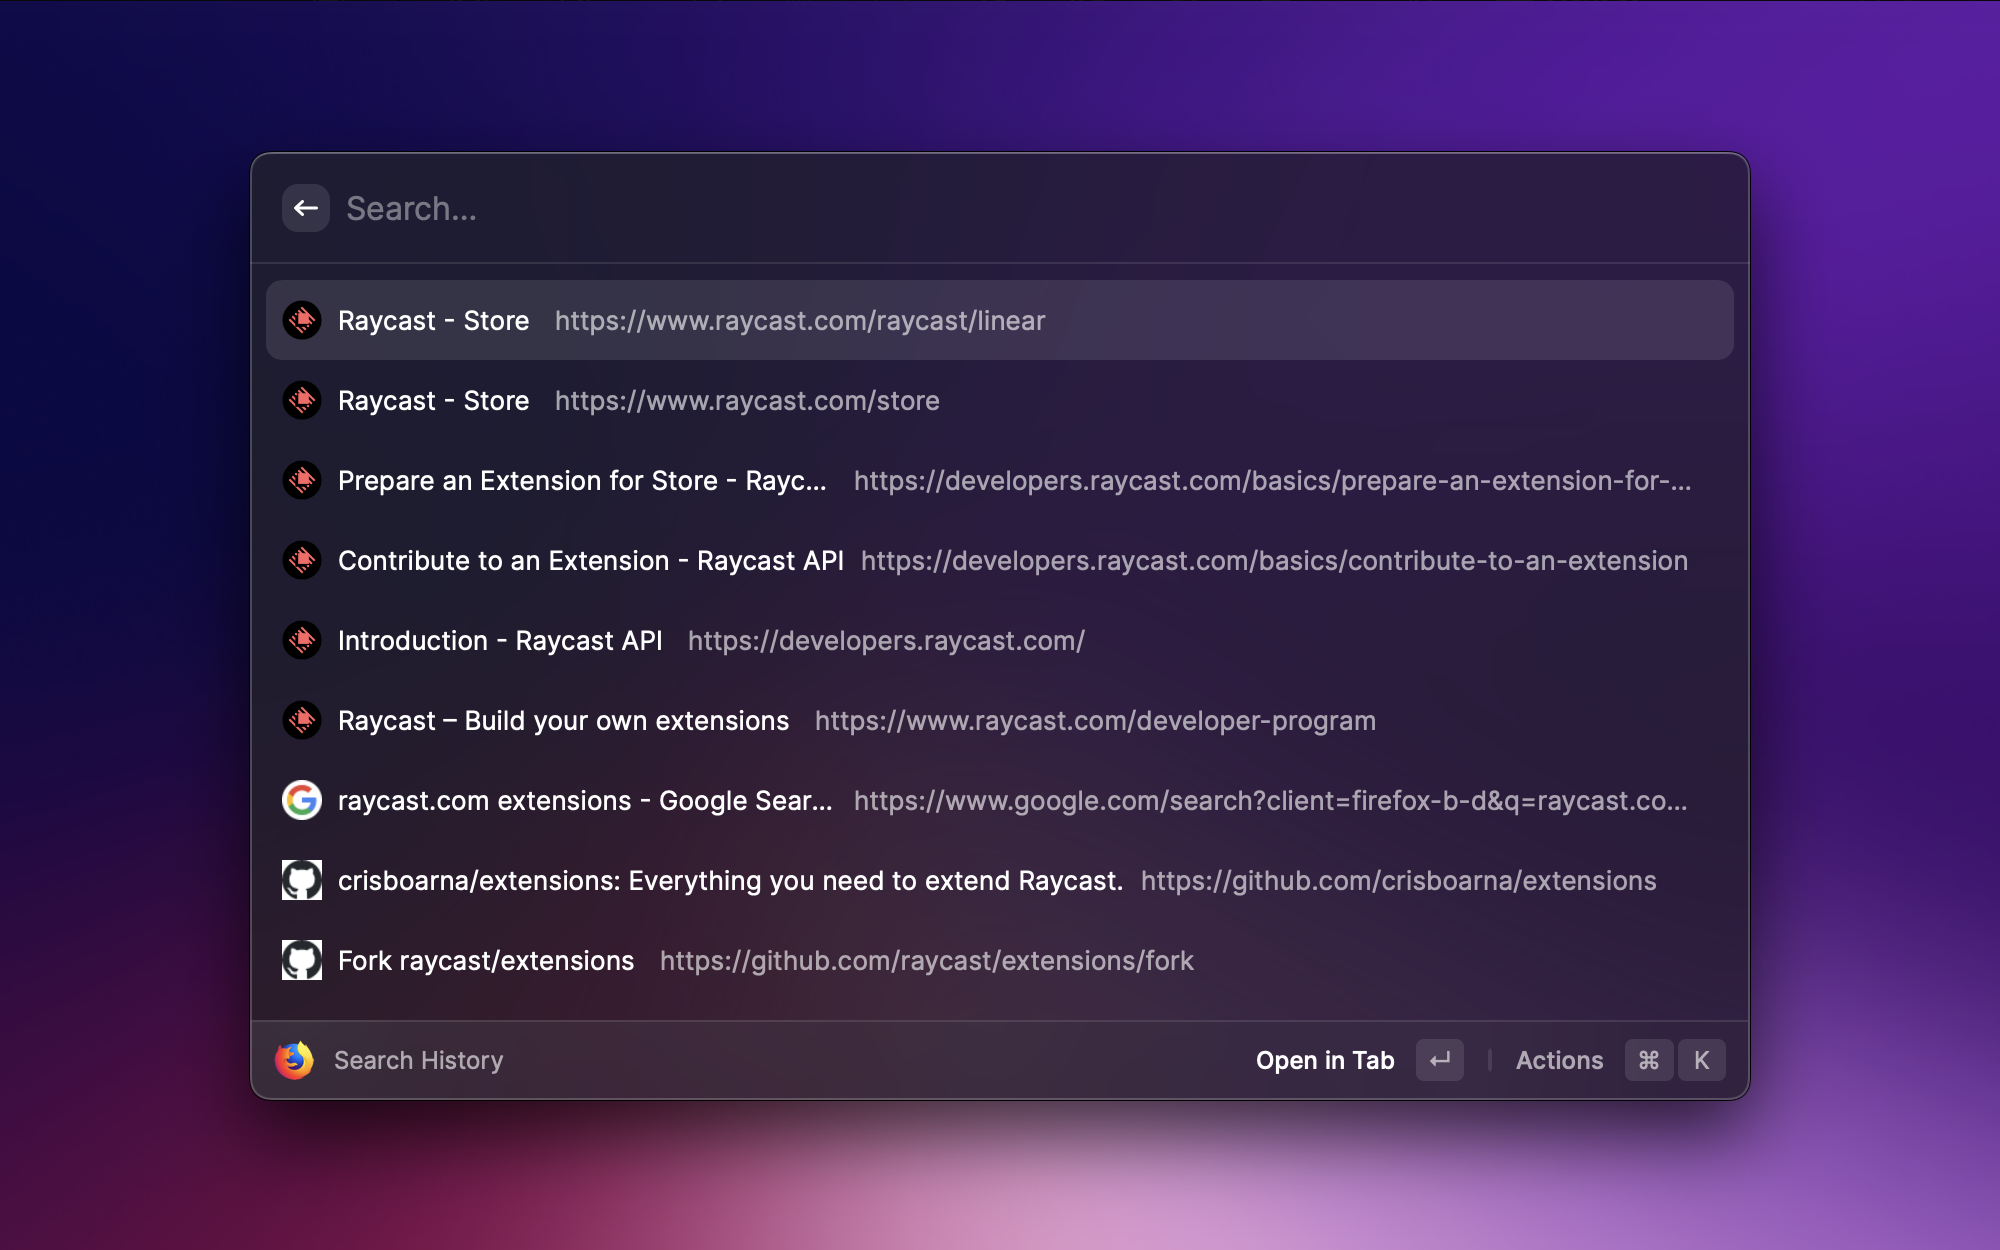 Search...
Raycast - Store https://www.raycast.com/raycast/linear
Raycast - Store https://www.raycast.com/store
Prepare an Extension for Store - Rayc... https://developers.raycast.com/basics/prepare-an-extension-for-...
Contribute to an Extension - Raycast API https://developers.raycast.com/basics/contribute-to-an-extension
Introduction - Raycast API https://developers.raycast.com/
Raycast – Build your own extensions https://www.raycast.com/developer-program
raycast.com extensions - Google Sear... https://www.google.com/search?client=firefox-b-d&q=raycast.co...
crisboarna/extensions: Everything you need to extend Raycast. https://github.com/crisboarna/extensions
Fork raycast/extensions https://github.com/raycast/extensions/fork
Search History Open in Tab ↵ Actions ⌘ K